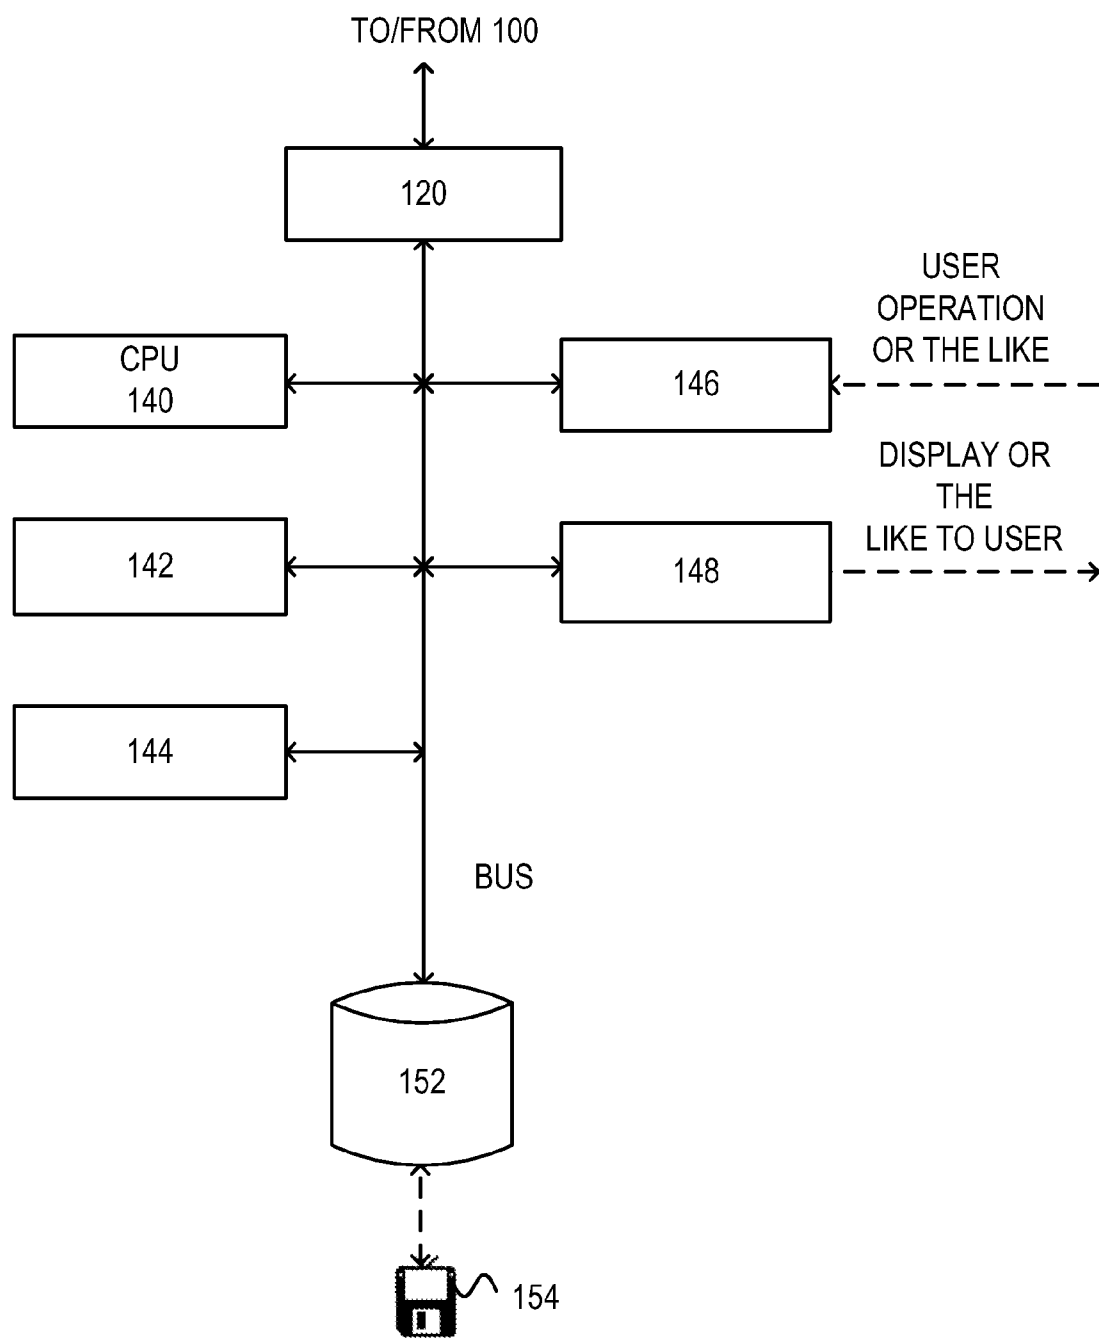 TO/FROM 100
120
USER
OPERATION
OR THE LIKE
CPU
140
146
DISPLAY OR
THE
LIKE TO USER
142
148
144
BUS
152
154